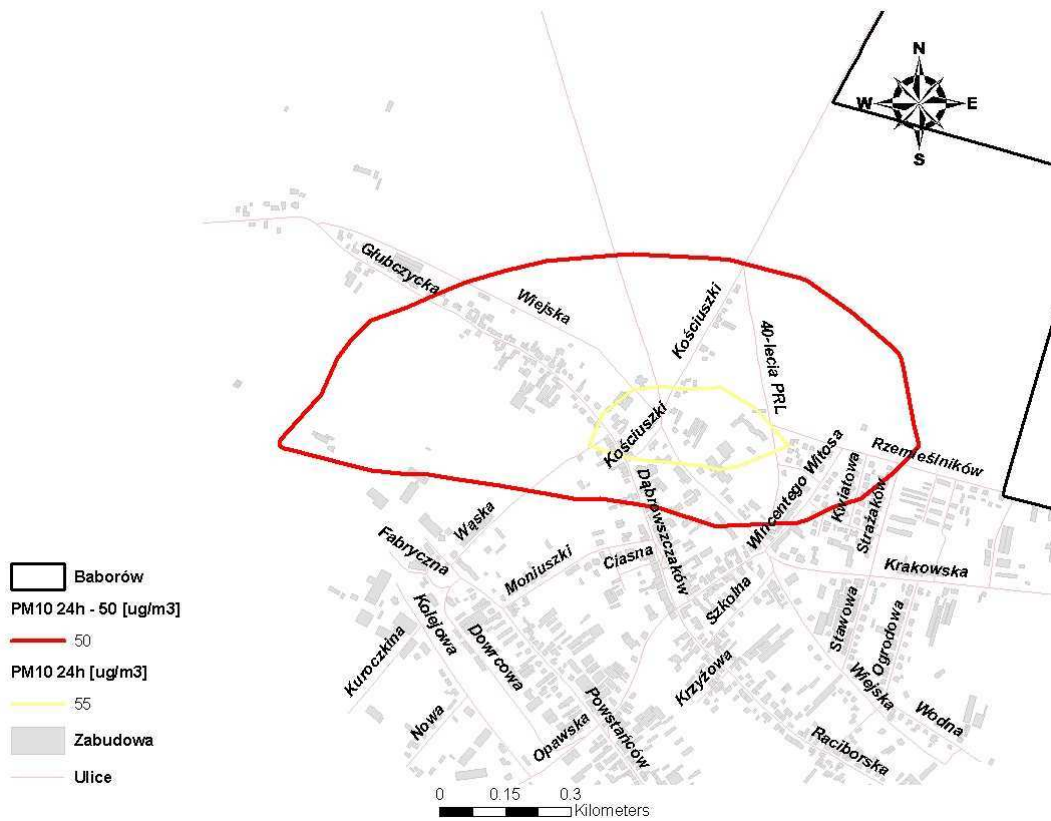 N
W
E
S
Głubczycka
Wiejska
Kościuszki
40-lecia PRL
Kościuszki
Wincentego Witosa
Rzemieślników
Kwiatowa
Strażaków
Dąbrowszczaków
Wąska
Fabryczna
Moniuszki
Ciasna
Krakowska
Szkolna
Stawowa
Ogrodowa
Kolejowa
Dowrcowa
Kuroczkina
Nowa
Krzyżowa
Wiejska
Wodna
Powstańców
Opawska
Raciborska
Baborów
PM10 24h - 50 [ug/m3]
50
PM10 24h [ug/m3]
55
Zabudowa
Ulice
0 0.15 0.3
Kilometers